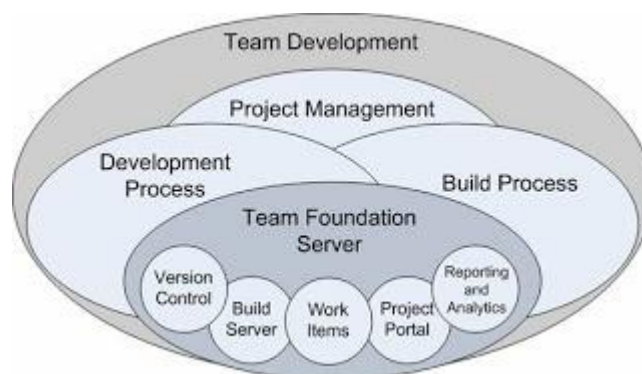 Team Development
Project Management
Development
Process
Build Process
Team Foundation
Server
Version
Control
Build
Server
Work
Items
Project
Portal
Reporting
and
Analytics